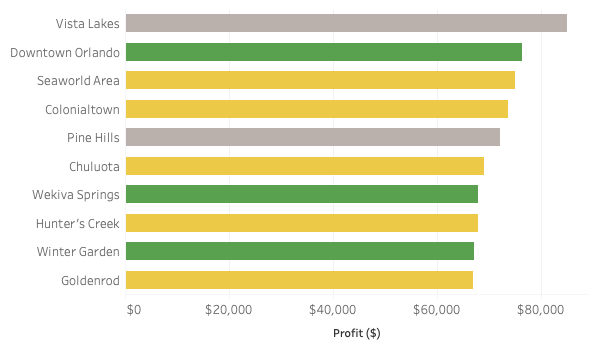 Vista Lakes
Downtown Orlando
Seaworld Area
Colonialtown
Pine Hills
Chuluota
Wekiva Springs
Hunter's Creek
Winter Garden
Goldenrod
$0 $20,000 $40,000 $60,000 $80,000
Profit ($)